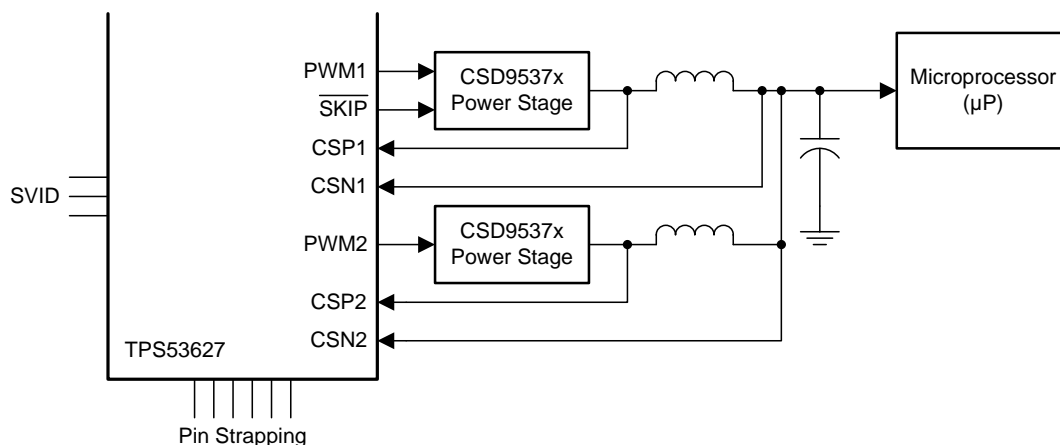 PWM1
SKIP
CSP1
CSN1
PWM2
CSP2
CSN2
CSD9537x
Power Stage
CSD9537x
Power Stage
Microprocessor
(µP)
SVID
TPS53627
Pin Strapping